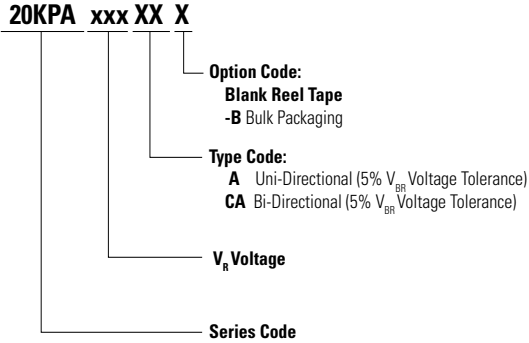 20KPA xxx XX X
Option Code:
Blank Reel Tape
-B Bulk Packaging
Type Code:
A Uni-Directional (5% VBR Voltage Tolerance)
CA Bi-Directional (5% VBR Voltage Tolerance)
VR Voltage
Series Code